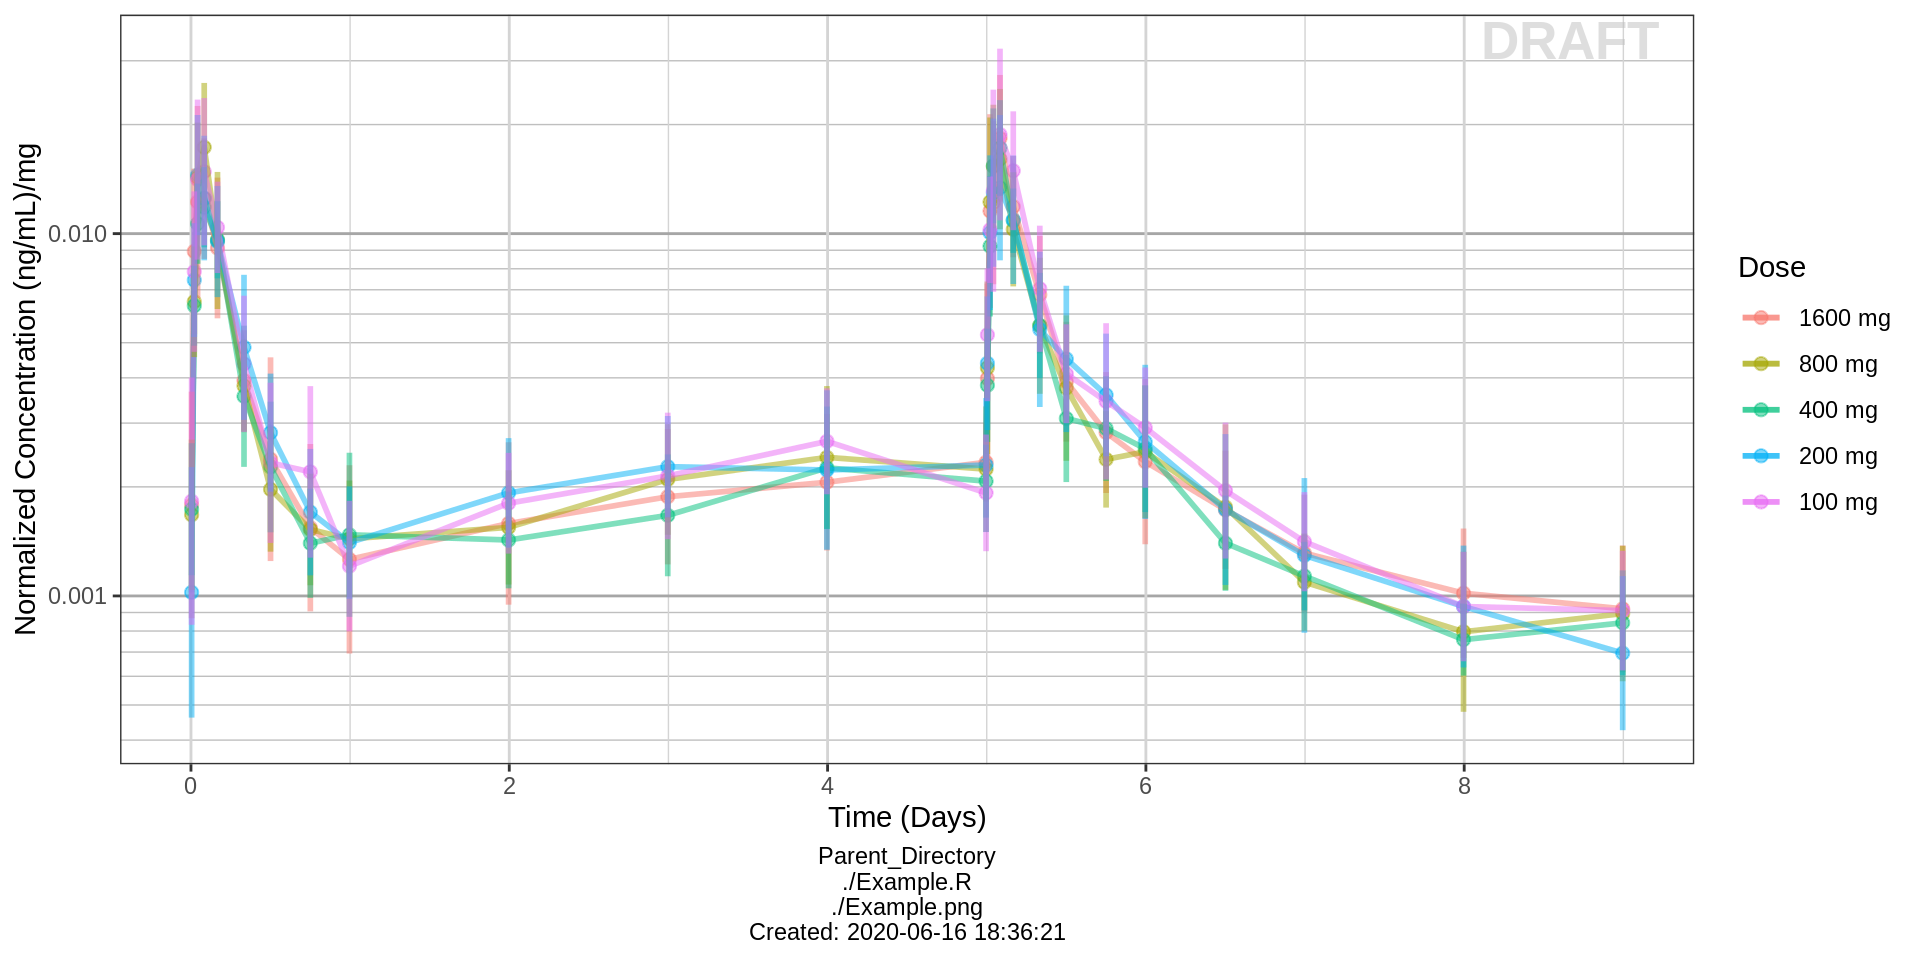 DRAFT
Normalized Concentration (ng/mL)/mg
0.010
0.001
0
2
4
6
8
Time (Days)
Dose
1600 mg
800 mg
400 mg
200 mg
100 mg
Parent_Directory
./Example.R
./Example.png
Created: 2020-06-16 18:36:21